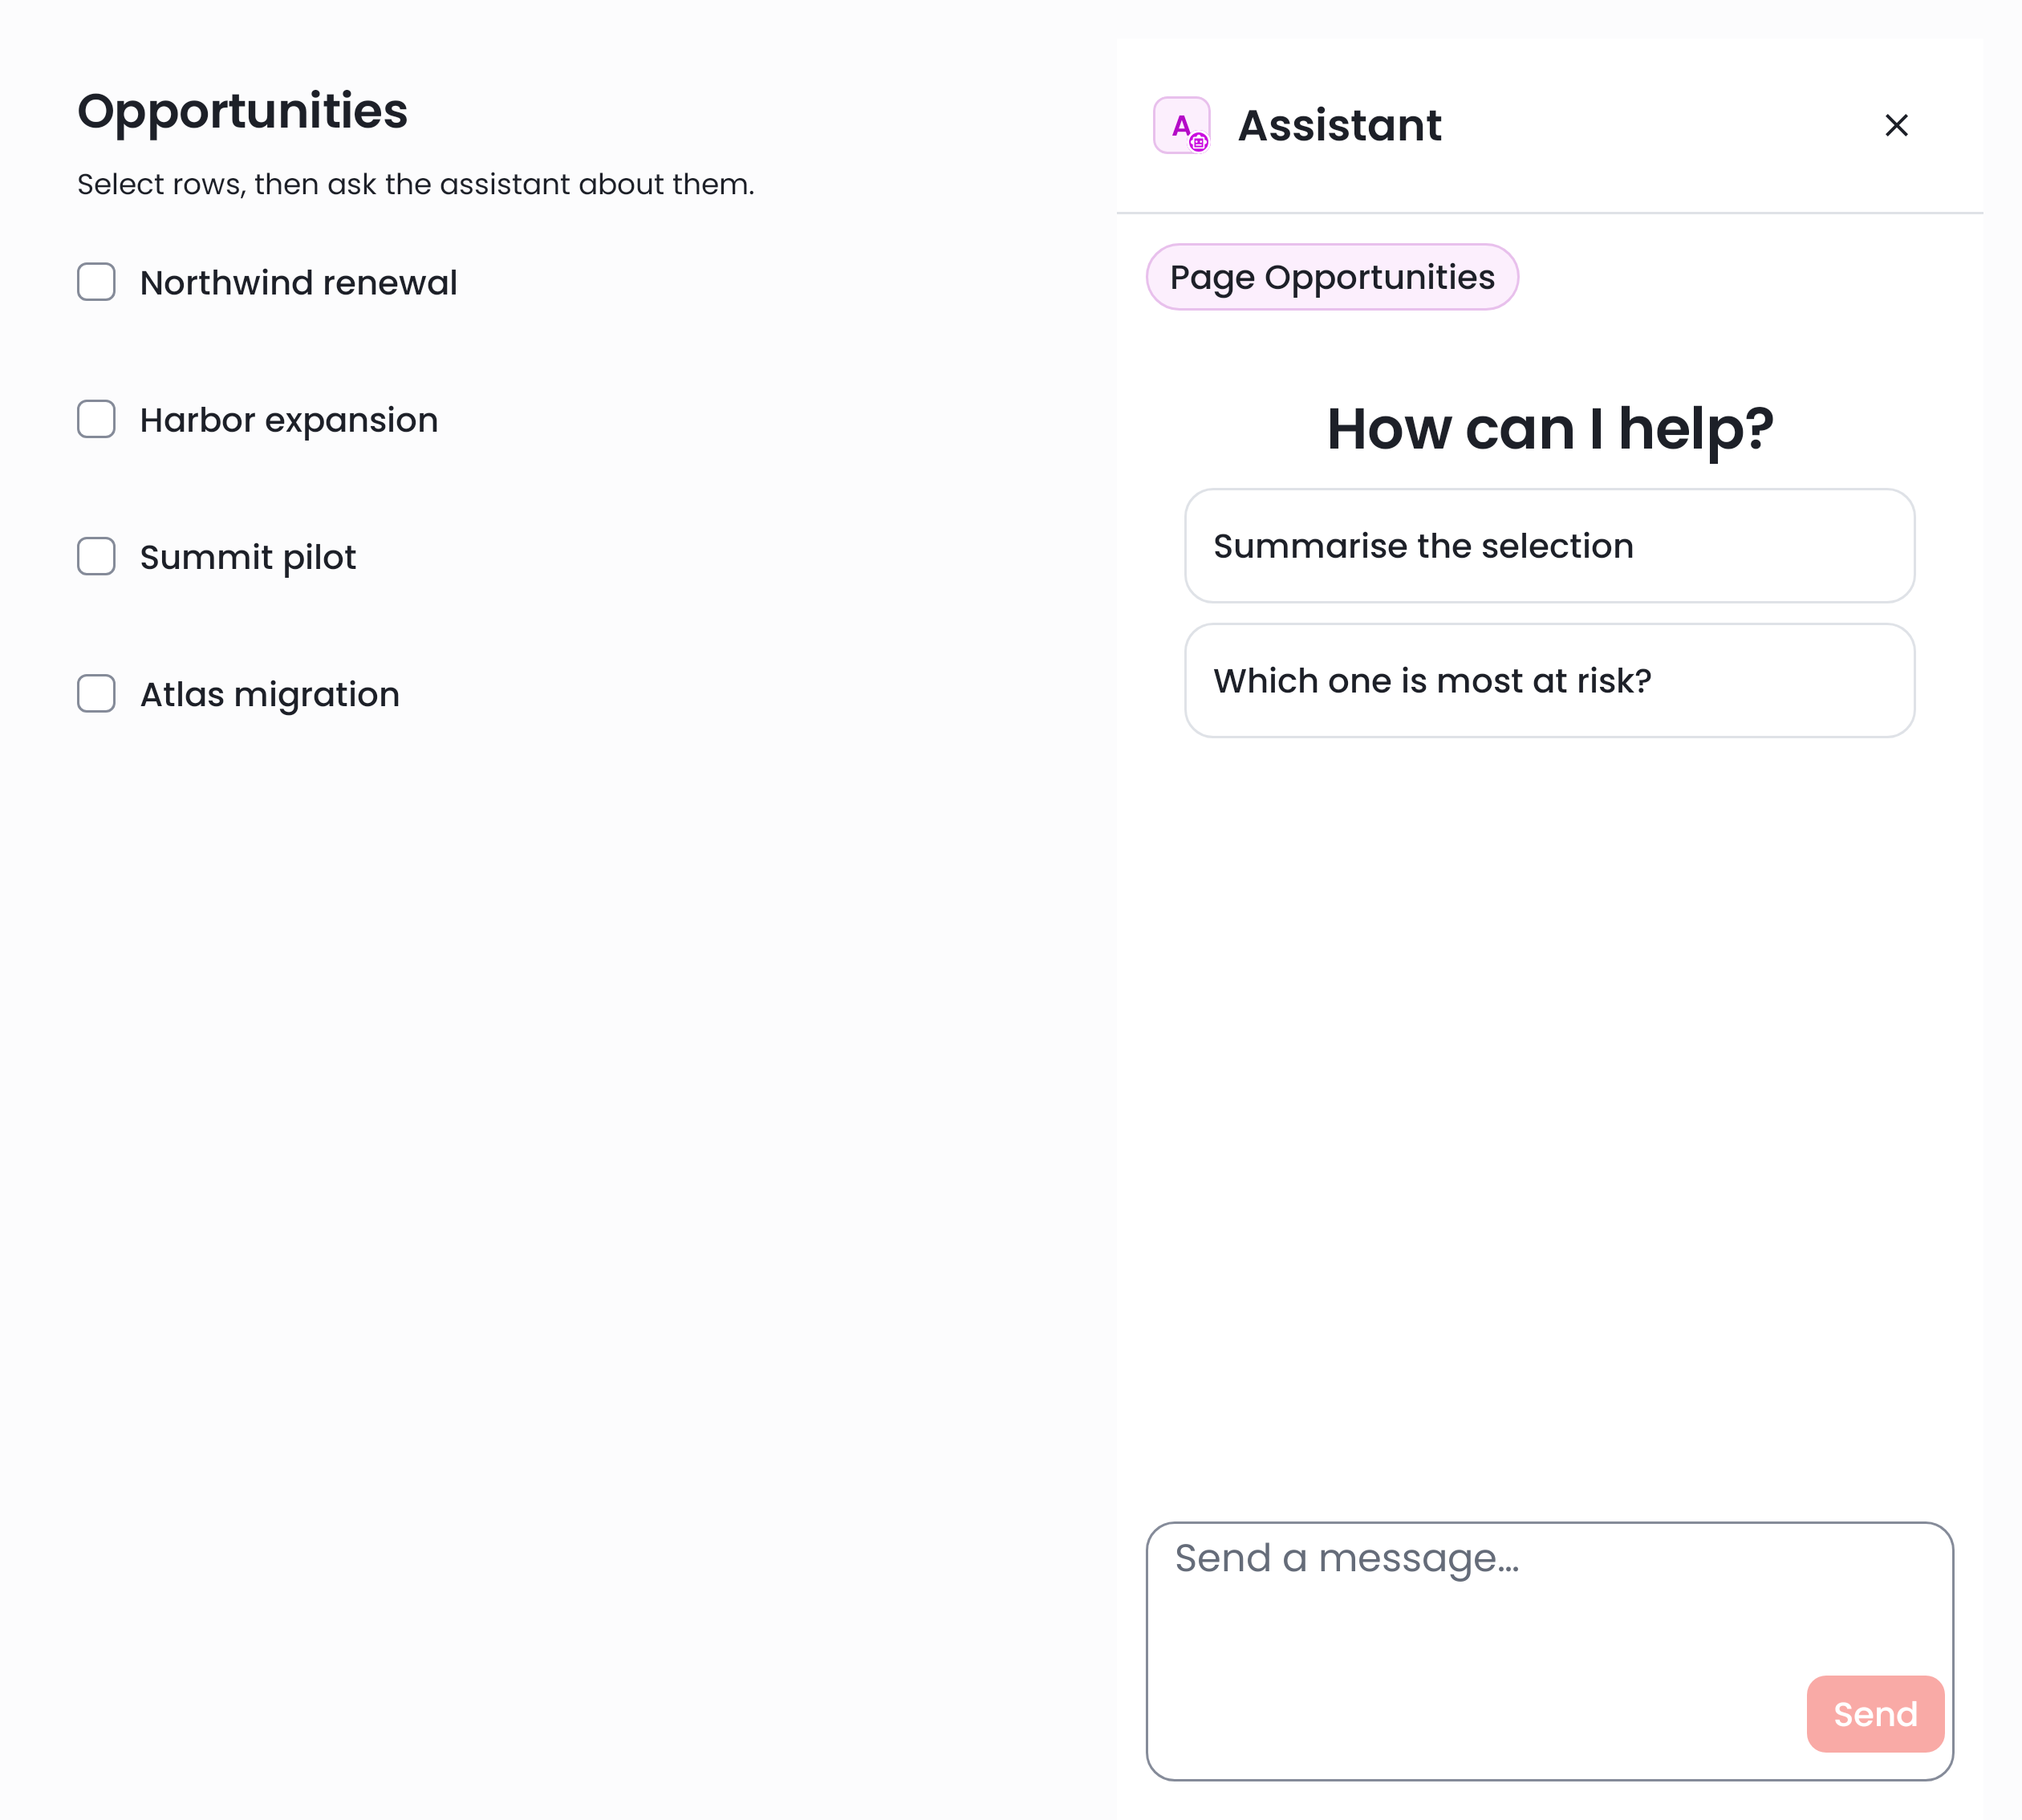 Opportunities
Select rows, then ask the assistant about them.
Northwind renewal
Harbor expansion
Summit pilot
Atlas migration
A
Assistant
Page Opportunities
How can I help?
Summarise the selection
Which one is most at risk?
Send a message...
Send